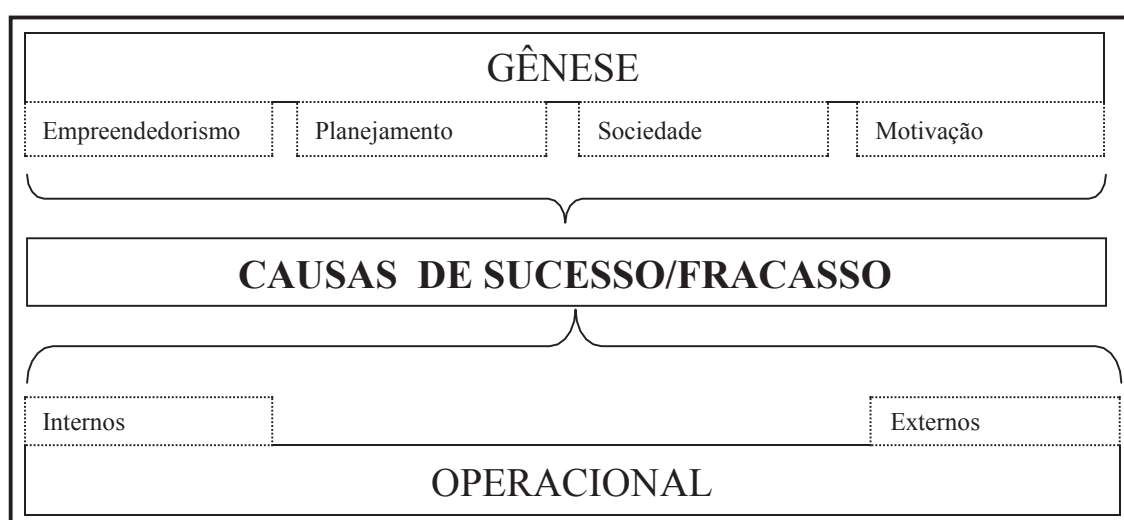 GÊNESE
Empreendedorismo Planejamento Sociedade Motivação
CAUSAS DE SUCESSO/FRACASSO
Internos Externos
OPERACIONAL